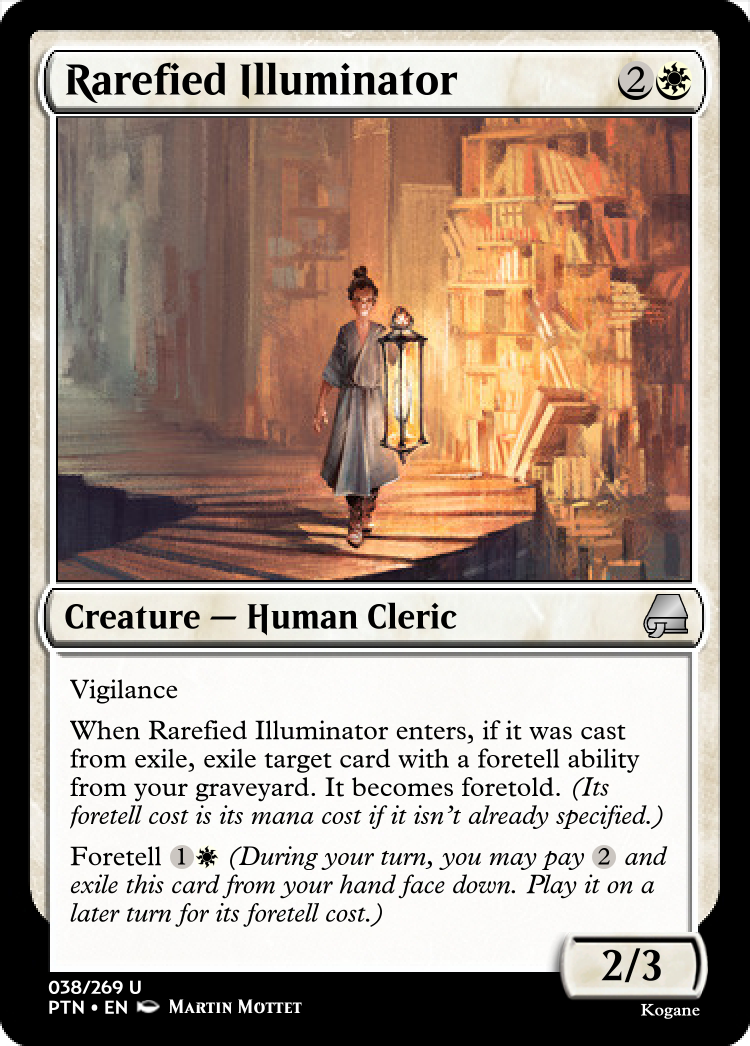 Rarefied Illuminator 2
Creature — Human Cleric
Vigilance
When Rarefied Illuminator enters, if it was cast
from exile, exile target card with a foretell ability
from your graveyard. It becomes foretold. (Its
foretell cost is its mana cost if it isn't already specified.)
Foretell 1 (During your turn, you may pay 2 and
exile this card from your hand face down. Play it on a
later turn for its foretell cost.)
2/3
038/269 U
PTN • EN Martin Mottet
Kogane